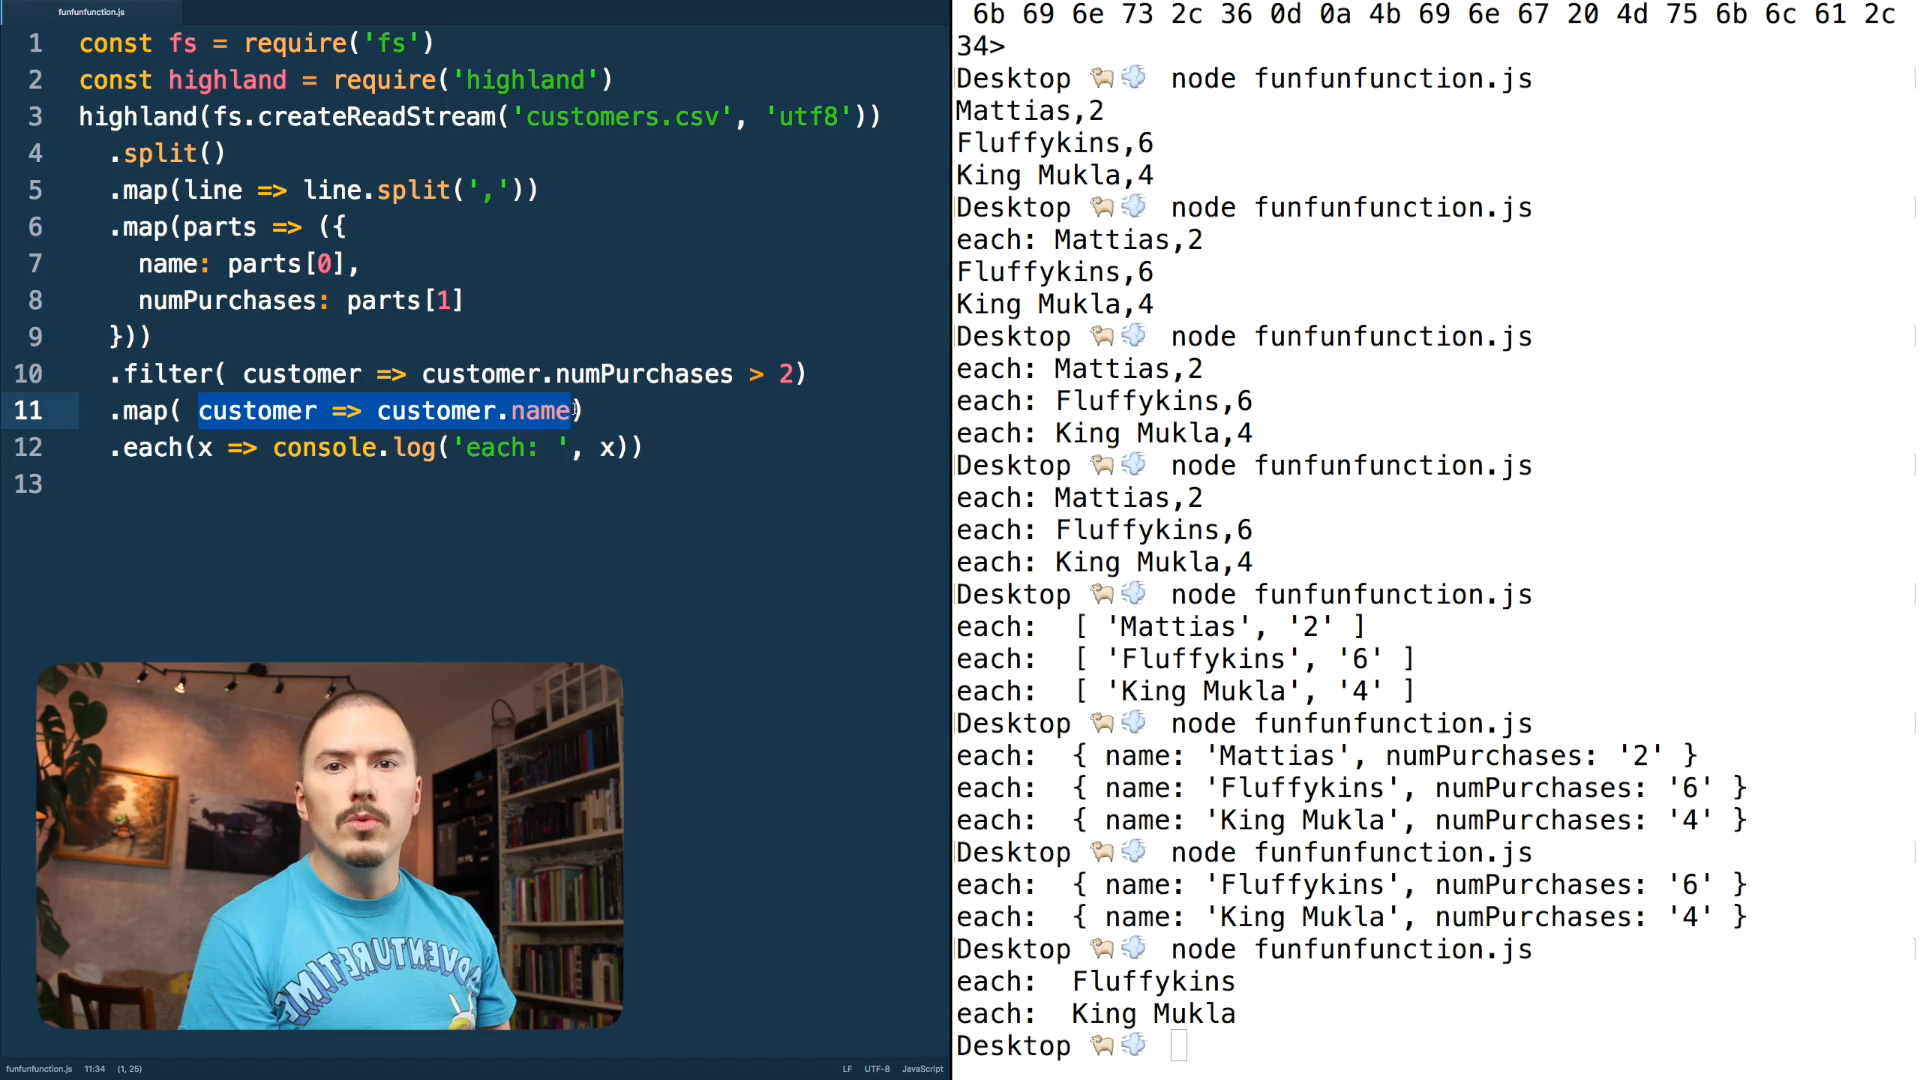 funfunfunction.js
1 const fs = require('fs')
2 const highland = require('highland')
3 highland(fs.createReadStream('customers.csv', 'utf8'))
4 .split()
5 .map(line => line.split(','))
6 .map(parts => ({
7 name: parts[0],
8 numPurchases: parts[1]
9 }))
10 .filter( customer => customer.numPurchases > 2)
11 .map( customer => customer.name)
12 .each(x => console.log('each: ', x))
13
ADVENTURE TIME
funfunfunction.js 11:34 (1, 25) LF UTF-8 JavaScript
6b 69 6e 73 2c 36 0d 0a 4b 69 6e 67 20 4d 75 6b 6c 61 2c
34>
Desktop 🐏💨 node funfunfunction.js
Mattias,2
Fluffykins,6
King Mukla,4
Desktop 🐏💨 node funfunfunction.js
each: Mattias,2
Fluffykins,6
King Mukla,4
Desktop 🐏💨 node funfunfunction.js
each: Mattias,2
each: Fluffykins,6
each: King Mukla,4
Desktop 🐏💨 node funfunfunction.js
each: Mattias,2
each: Fluffykins,6
each: King Mukla,4
Desktop 🐏💨 node funfunfunction.js
each: [ 'Mattias', '2' ]
each: [ 'Fluffykins', '6' ]
each: [ 'King Mukla', '4' ]
Desktop 🐏💨 node funfunfunction.js
each: { name: 'Mattias', numPurchases: '2' }
each: { name: 'Fluffykins', numPurchases: '6' }
each: { name: 'King Mukla', numPurchases: '4' }
Desktop 🐏💨 node funfunfunction.js
each: { name: 'Fluffykins', numPurchases: '6' }
each: { name: 'King Mukla', numPurchases: '4' }
Desktop 🐏💨 node funfunfunction.js
each: Fluffykins
each: King Mukla
Desktop 🐏💨